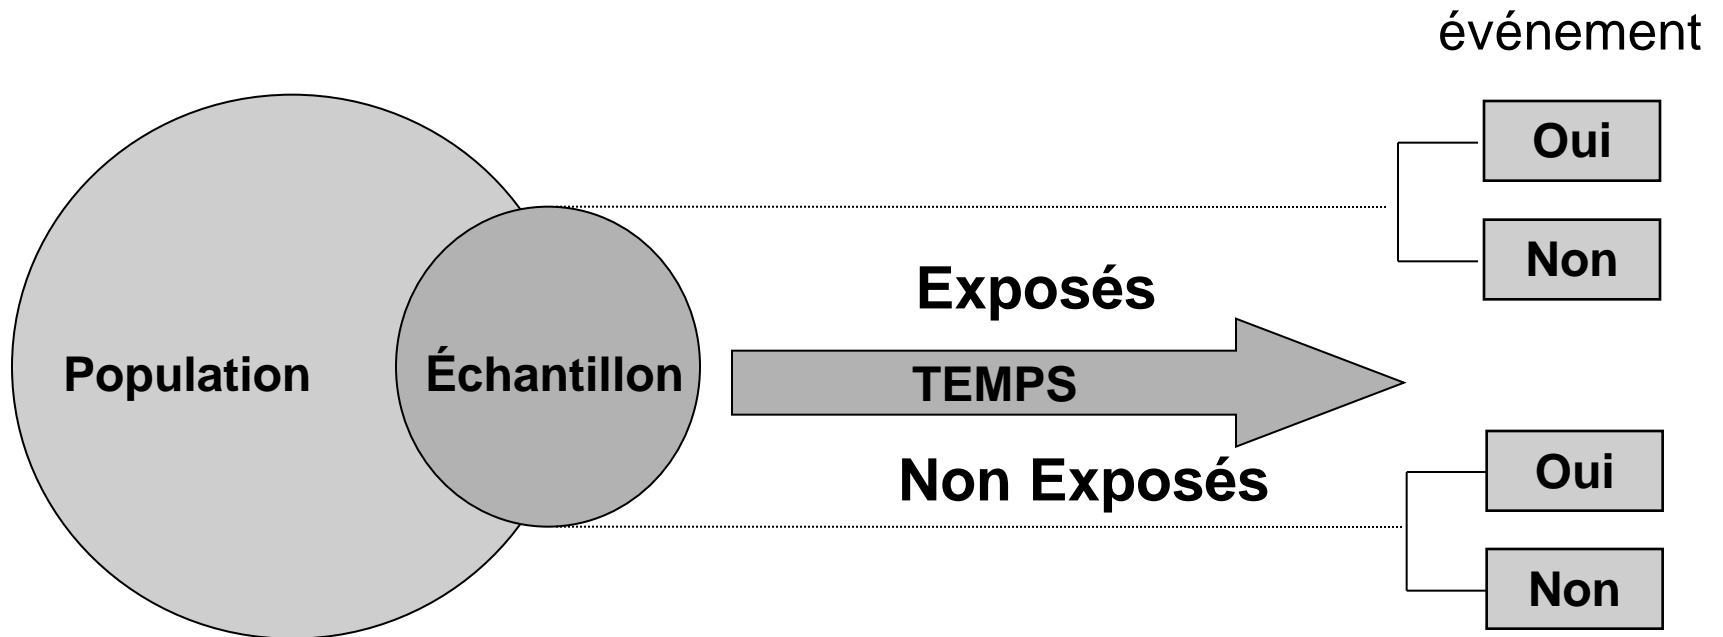 événement
Oui
Non
Exposés
Population
Échantillon
TEMPS
Non Exposés
Oui
Non